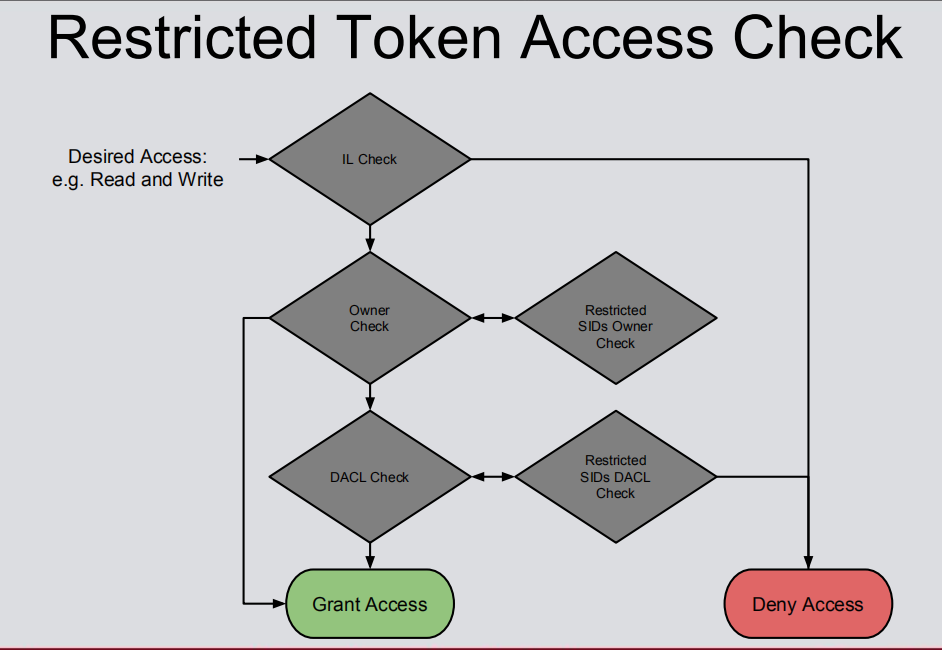 Restricted Token Access Check
Desired Access:
e.g. Read and Write
IL Check
Owner
Check
Restricted
SIDs Owner
Check
DACL Check
Restricted
SIDs DACL
Check
Grant Access
Deny Access